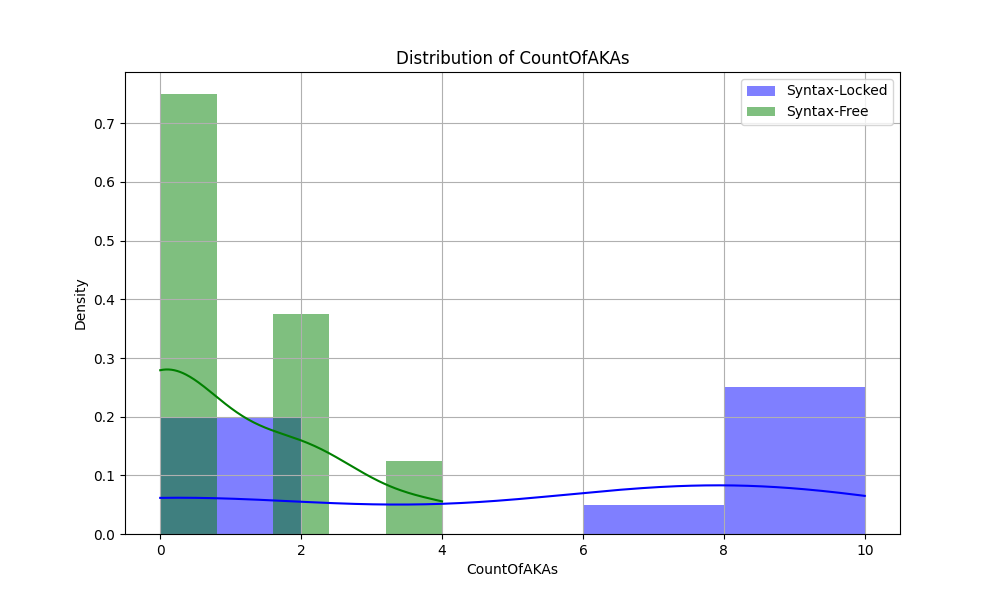 Distribution of CountOfAKAs
Syntax-Locked
Syntax-Free
Density
0.7
0.6
0.5
0.4
0.3
0.2
0.1
0.0
0 2 4 6 8 10
CountOfAKAs